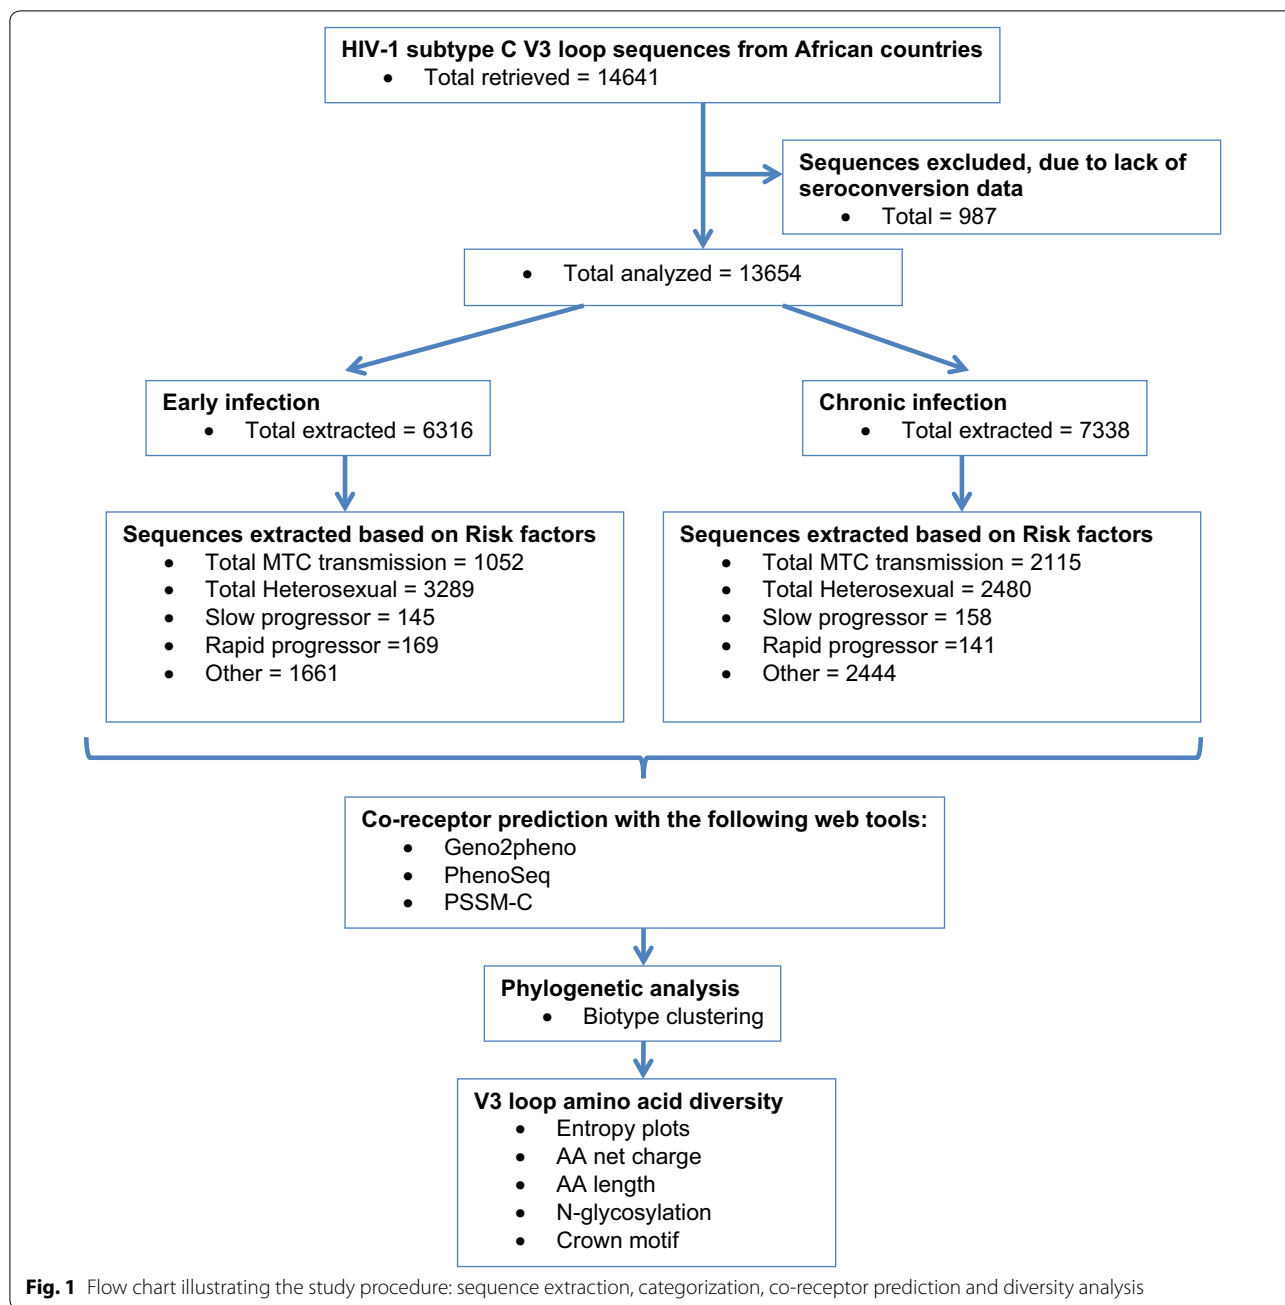 HIV-1 subtype C V3 loop sequences from African countries
• Total retrieved = 14641
Sequences excluded, due to lack of
seroconversion data
• Total = 987
• Total analyzed = 13654
Early infection
• Total extracted = 6316
Chronic infection
• Total extracted = 7338
Sequences extracted based on Risk factors
• Total MTC transmission = 1052
• Total Heterosexual = 3289
• Slow progressor = 145
• Rapid progressor =169
• Other = 1661
Sequences extracted based on Risk factors
• Total MTC transmission = 2115
• Total Heterosexual = 2480
• Slow progressor = 158
• Rapid progressor =141
• Other = 2444
Co-receptor prediction with the following web tools:
• Geno2pheno
• PhenoSeq
• PSSM-C
Phylogenetic analysis
• Biotype clustering
V3 loop amino acid diversity
• Entropy plots
• AA net charge
• AA length
• N-glycosylation
• Crown motif
Fig. 1 Flow chart illustrating the study procedure: sequence extraction, categorization, co-receptor prediction and diversity analysis